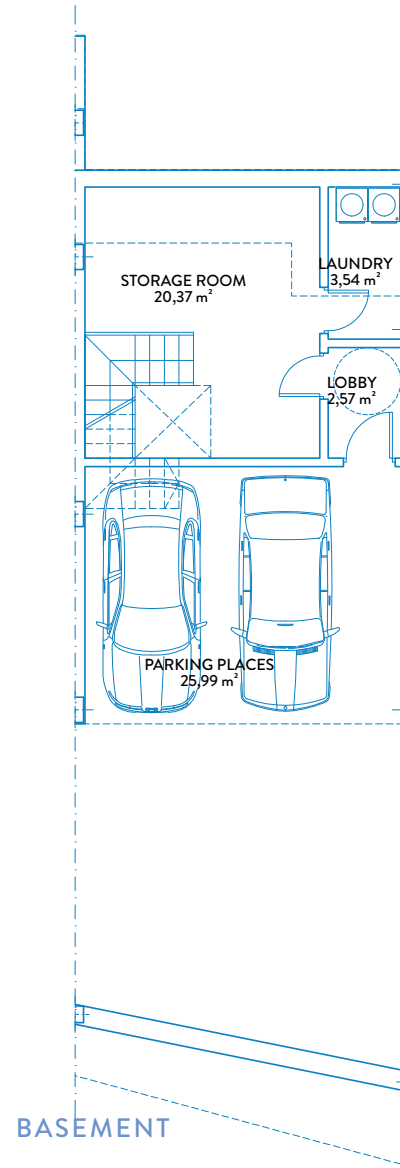 STORAGE ROOM
20,37 m²
LAUNDRY
3,54 m²
LOBBY
2,57 m²
PARKING PLACES
25,99 m²
BASEMENT